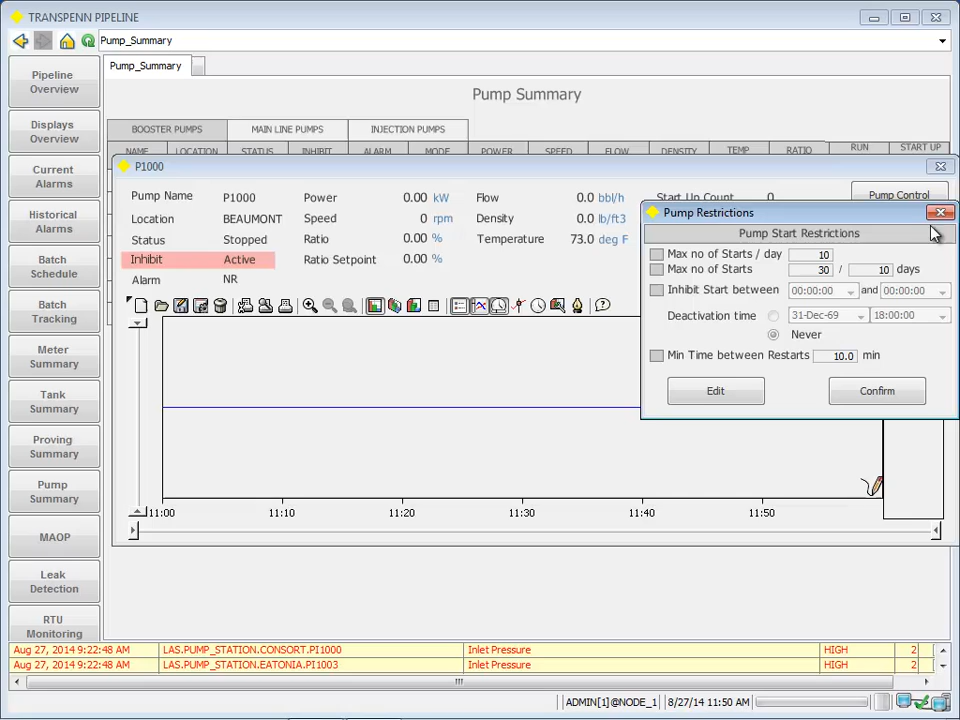 TRANSPENN PIPELINE
Pump_Summary
Pump_Summary
Pump Summary
BOOSTER PUMPS MAIN LINE PUMPS INJECTION PUMPS
NAME LOCATION STATUS INHIBIT ALARM MODE POWER SPEED FLOW DENSITY TEMP RATIO RUN START UP
Pipeline
Overview
Displays
Overview
Current
Alarms
Historical
Alarms
Batch
Schedule
Batch
Tracking
Meter
Summary
Tank
Summary
Proving
Summary
Pump
Summary
MAOP
Leak
Detection
RTU
Monitoring
P1000
Pump Name P1000 Power 0.00 kW Flow 0.0 bbl/h Start Up Count 0 Pump Control
Location BEAUMONT Speed 0 rpm Density 0.0 lb/ft3
Status Stopped Ratio 0.00 % Temperature 73.0 deg F
Inhibit Active Ratio Setpoint 0.00 %
Alarm NR
Pump Restrictions
Pump Start Restrictions
Max no of Starts / day 10
Max no of Starts 30 / 10 days
Inhibit Start between 00:00:00 and 00:00:00
Deactivation time 31-Dec-69 18:00:00
Never
Min Time between Restarts 10.0 min
Edit Confirm
11:00 11:10 11:20 11:30 11:40 11:50
Aug 27, 2014 9:22:48 AM LAS.PUMP_STATION.CONSORT.PI1000 Inlet Pressure HIGH 2
Aug 27, 2014 9:22:48 AM LAS.PUMP_STATION.EATONIA.PI1003 Inlet Pressure HIGH 2
ADMIN[1]@NODE_1 8/27/14 11:50 AM